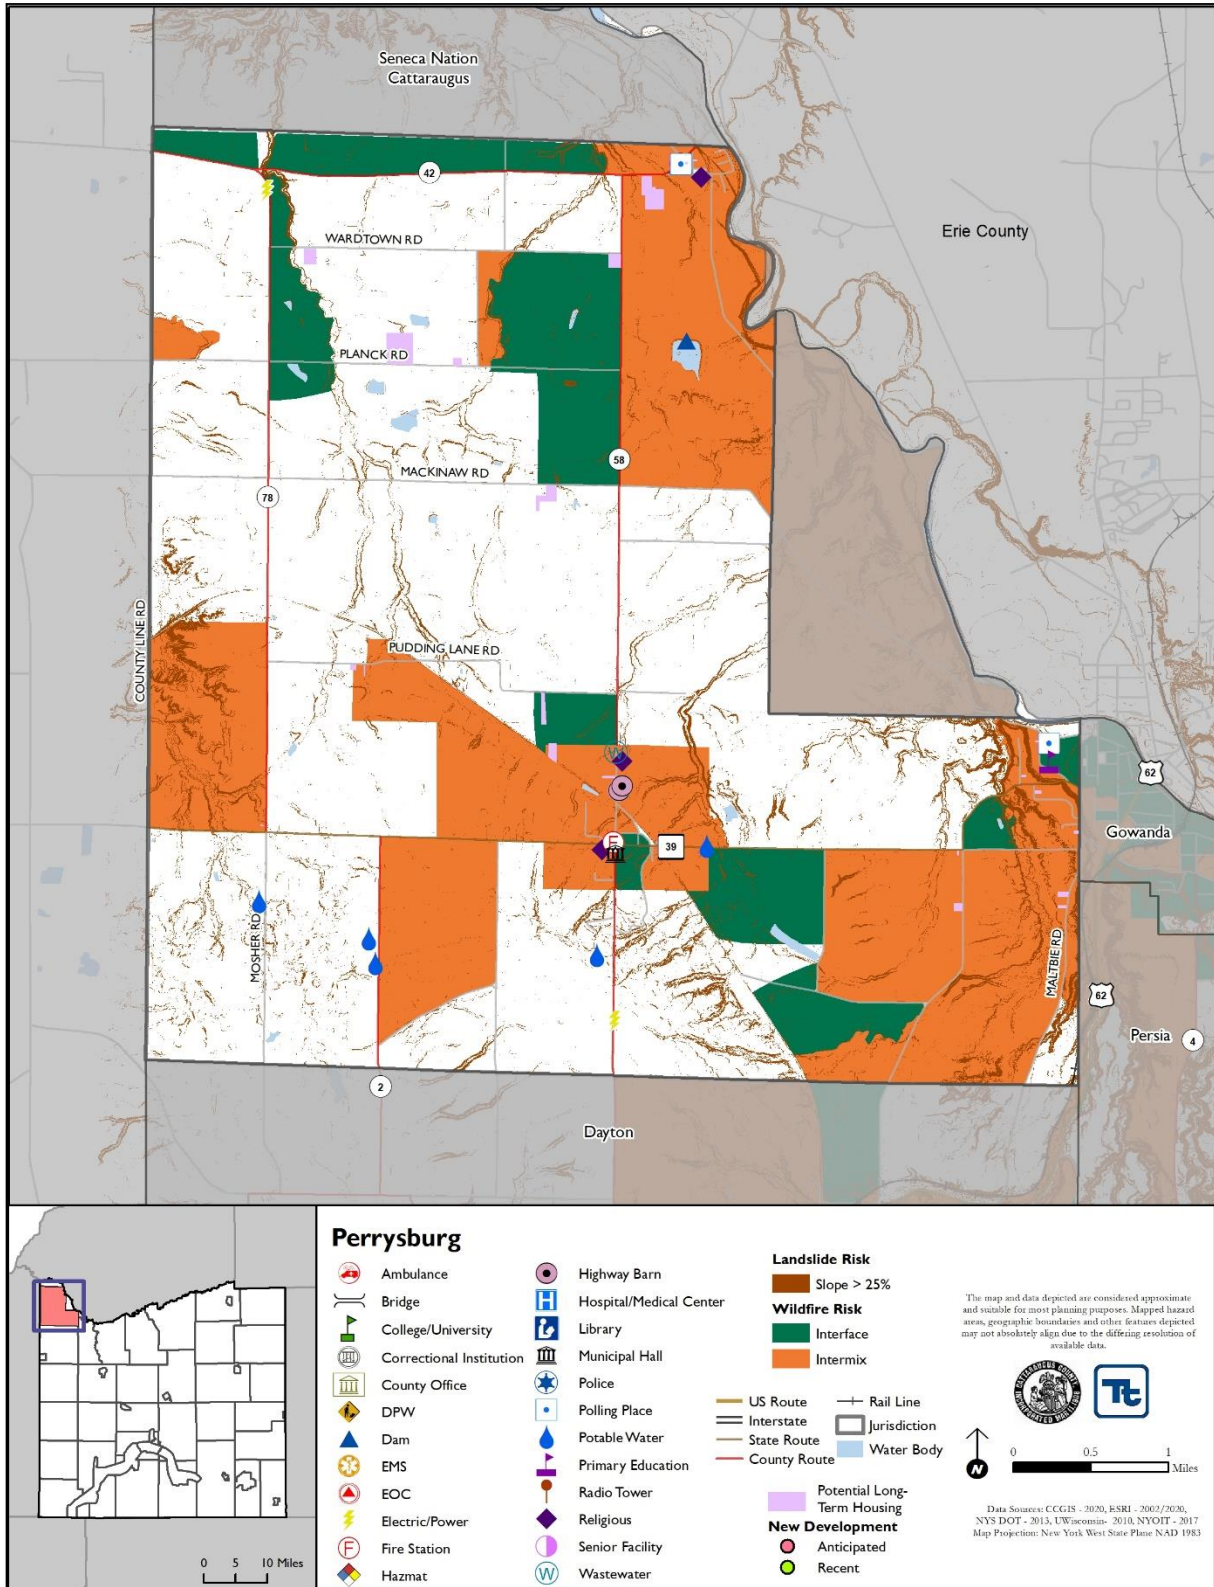 Seneca Nation
Cattaraugus
42
Erie County
WARDTOWN RD
PLANCK RD
58
MACKINAW RD
78
COUNTY LINE RD
PUDDING LANE RD
W
62
Gowanda
F
39
MOSHER RD
MALTBIE RD
62
Persia
4
2
Dayton
Perrysburg
Ambulance
Bridge
College/University
Correctional Institution
County Office
DPW
Dam
EMS
EOC
Electric/Power
F Fire Station
Hazmat
Highway Barn
H Hospital/Medical Center
Library
Municipal Hall
Police
Polling Place
Potable Water
Primary Education
Radio Tower
Religious
Senior Facility
W Wastewater
Landslide Risk
Slope > 25%
Wildfire Risk
Interface
Intermix
US Route
Interstate
State Route
County Route
Rail Line
Jurisdiction
Water Body
Potential Long-
Term Housing
New Development
Anticipated
Recent
The map and data depicted are considered approximate
and suitable for most planning purposes. Mapped hazard
areas, geographic boundaries and other features depicted
may not absolutely align due to the differing resolution of
available data.
Tt
N
0 0.5 1
Miles
Data Sources: CCGIS - 2020, ESRI - 2002/2020,
NYS DOT - 2013, UWisconsin- 2010, NYOIT - 2017
Map Projection: New York West State Plane NAD 1983
0 5 10 Miles